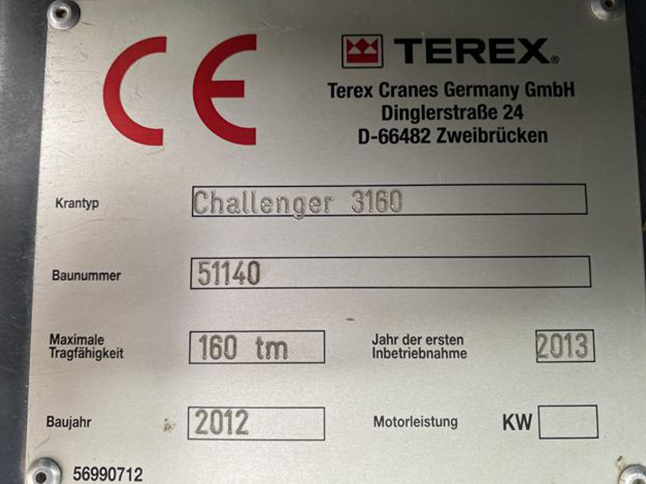 CE
TEREX®
Terex Cranes Germany GmbH
Dinglerstraße 24
D-66482 Zweibrücken
Krantyp Challenger 3160
Baunummer 51140
Maximale Tragfähigkeit 160 tm Jahr der ersten Inbetriebnahme 2013
Baujahr 2012 Motorleistung KW
56990712